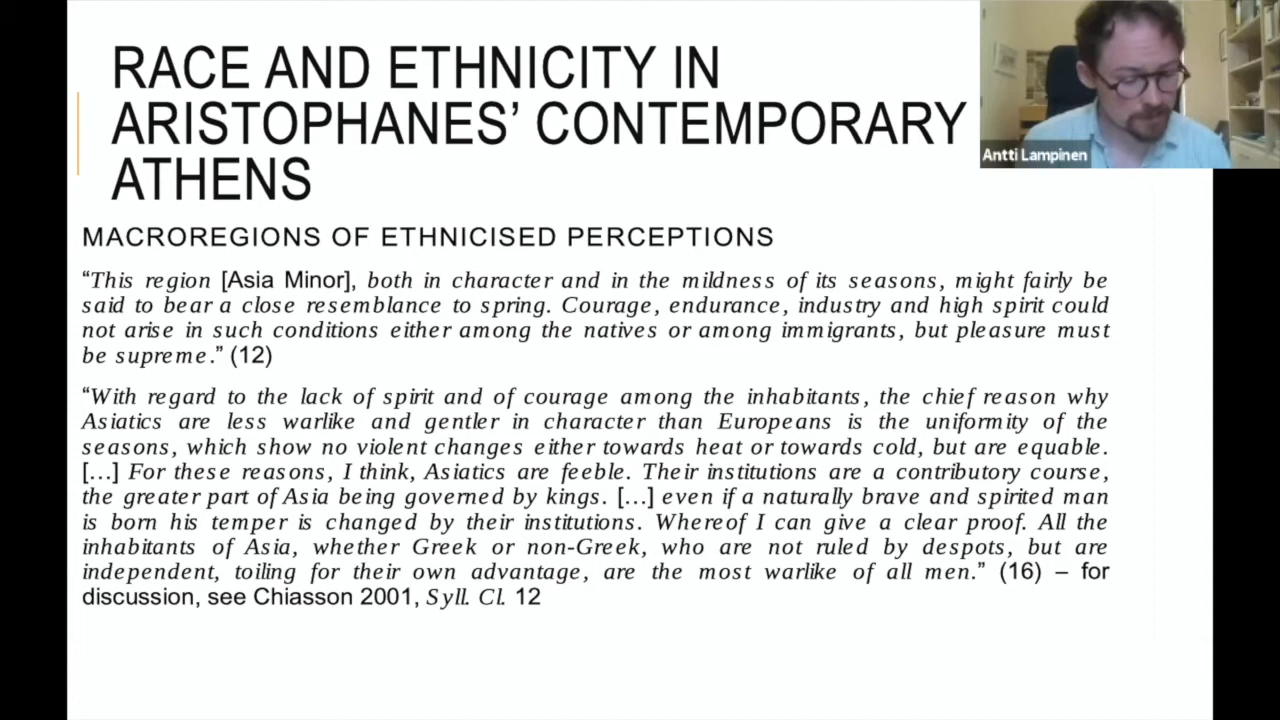 RACE AND ETHNICITY IN
ARISTOPHANES’ CONTEMPORARY
ATHENS
Antti Lampinen
MACROREGIONS OF ETHNICISED PERCEPTIONS
“This region [Asia Minor], both in character and in the mildness of its seasons, might fairly be
said to bear a close resemblance to spring. Courage, endurance, industry and high spirit could
not arise in such conditions either among the natives or among immigrants, but pleasure must
be supreme.” (12)
“With regard to the lack of spirit and of courage among the inhabitants, the chief reason why
Asiatics are less warlike and gentler in character than Europeans is the uniformity of the
seasons, which show no violent changes either towards heat or towards cold, but are equable.
[…] For these reasons, I think, Asiatics are feeble. Their institutions are a contributory course,
the greater part of Asia being governed by kings. […] even if a naturally brave and spirited man
is born his temper is changed by their institutions. Whereof I can give a clear proof. All the
inhabitants of Asia, whether Greek or non-Greek, who are not ruled by despots, but are
independent, toiling for their own advantage, are the most warlike of all men.” (16) – for
discussion, see Chiasson 2001, Syll. Cl. 12